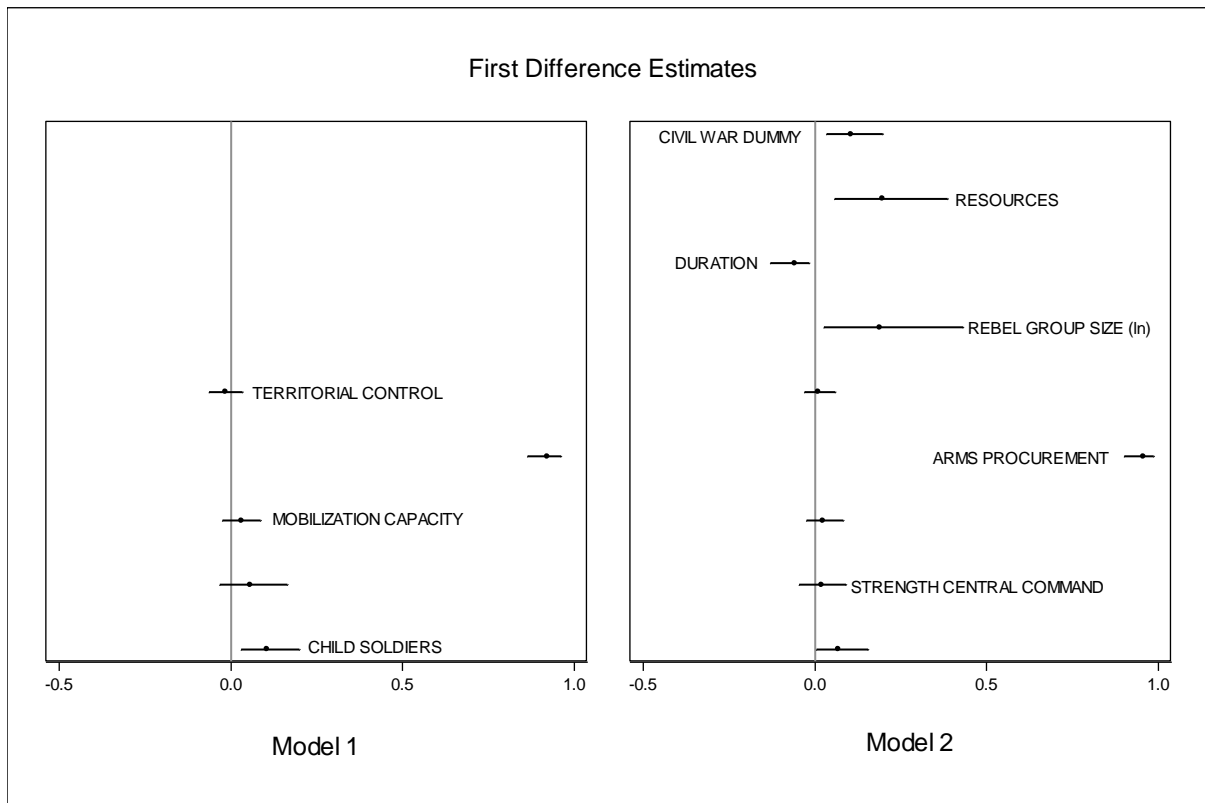 First Difference Estimates
TERRITORIAL CONTROL
MOBILIZATION CAPACITY
CHILD SOLDIERS
-0.5 0.0 0.5 1.0
Model 1
CIVIL WAR DUMMY
RESOURCES
DURATION
REBEL GROUP SIZE (ln)
ARMS PROCUREMENT
STRENGTH CENTRAL COMMAND
-0.5 0.0 0.5 1.0
Model 2